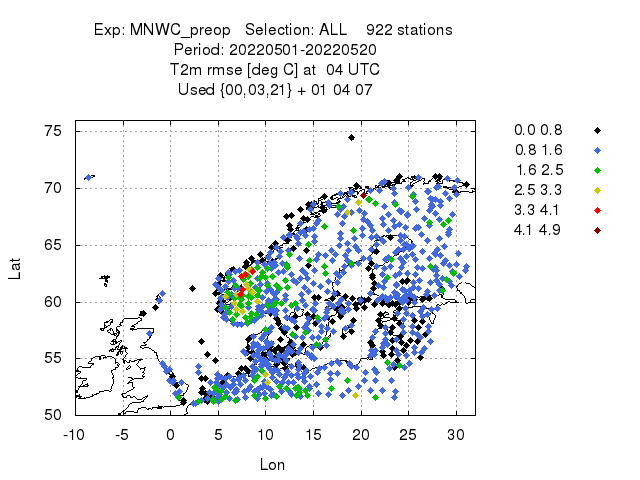 Exp: MNWC_preop   Selection: ALL    922 stations
Period: 20220501-20220520
T2m rmse [deg C] at  04 UTC
Used {00,03,21} + 01 04 07
0.0 0.8
0.8 1.6
1.6 2.5
2.5 3.3
3.3 4.1
4.1 4.9
75
70
65
60
55
50
Lat
-10 -5 0 5 10 15 20 25 30
Lon